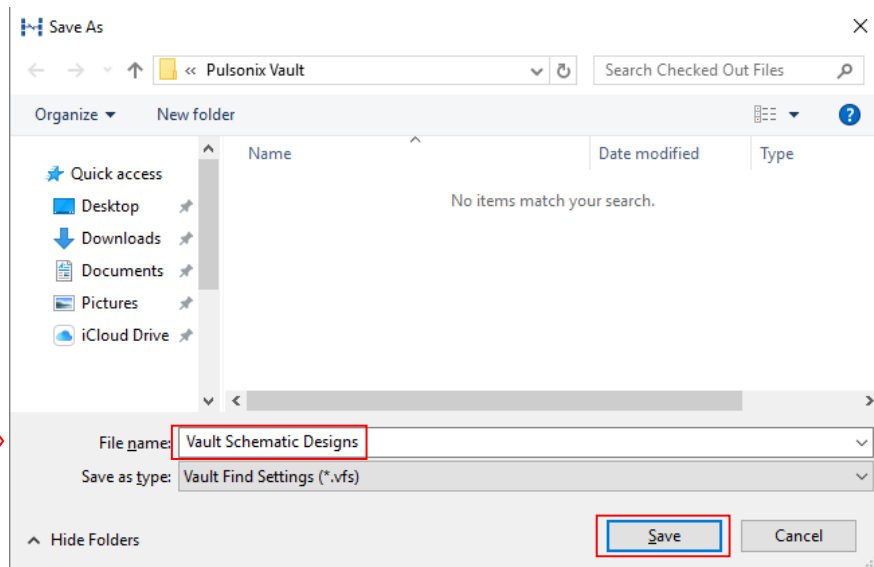 Save As
« Pulsonix Vault
Search Checked Out Files
Organize
New folder
?
Name
Date modified
Type
Quick access
Desktop
Downloads
Documents
Pictures
iCloud Drive
No items match your search.
File name: Vault Schematic Designs
Save as type: Vault Find Settings (*.vfs)
Hide Folders
Save
Cancel